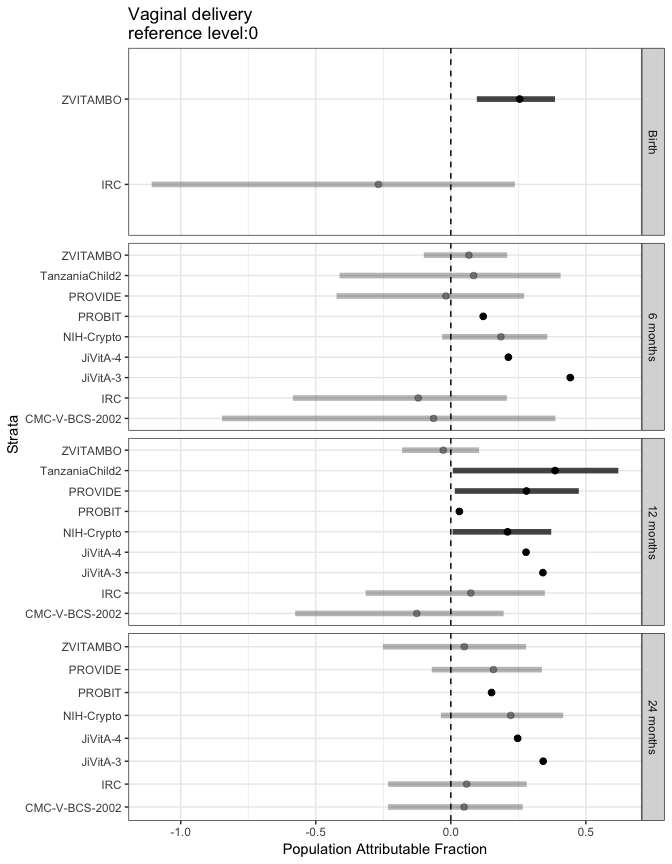 Vaginal delivery
reference level:0
Strata
ZVITAMBO
IRC
Birth
ZVITAMBO
TanzaniaChild2
PROVIDE
PROBIT
NIH-Crypto
JiVitA-4
JiVitA-3
IRC
CMC-V-BCS-2002
6 months
ZVITAMBO
TanzaniaChild2
PROVIDE
PROBIT
NIH-Crypto
JiVitA-4
JiVitA-3
IRC
CMC-V-BCS-2002
12 months
ZVITAMBO
PROVIDE
PROBIT
NIH-Crypto
JiVitA-4
JiVitA-3
IRC
CMC-V-BCS-2002
24 months
-1.0 -0.5 0.0 0.5
Population Attributable Fraction